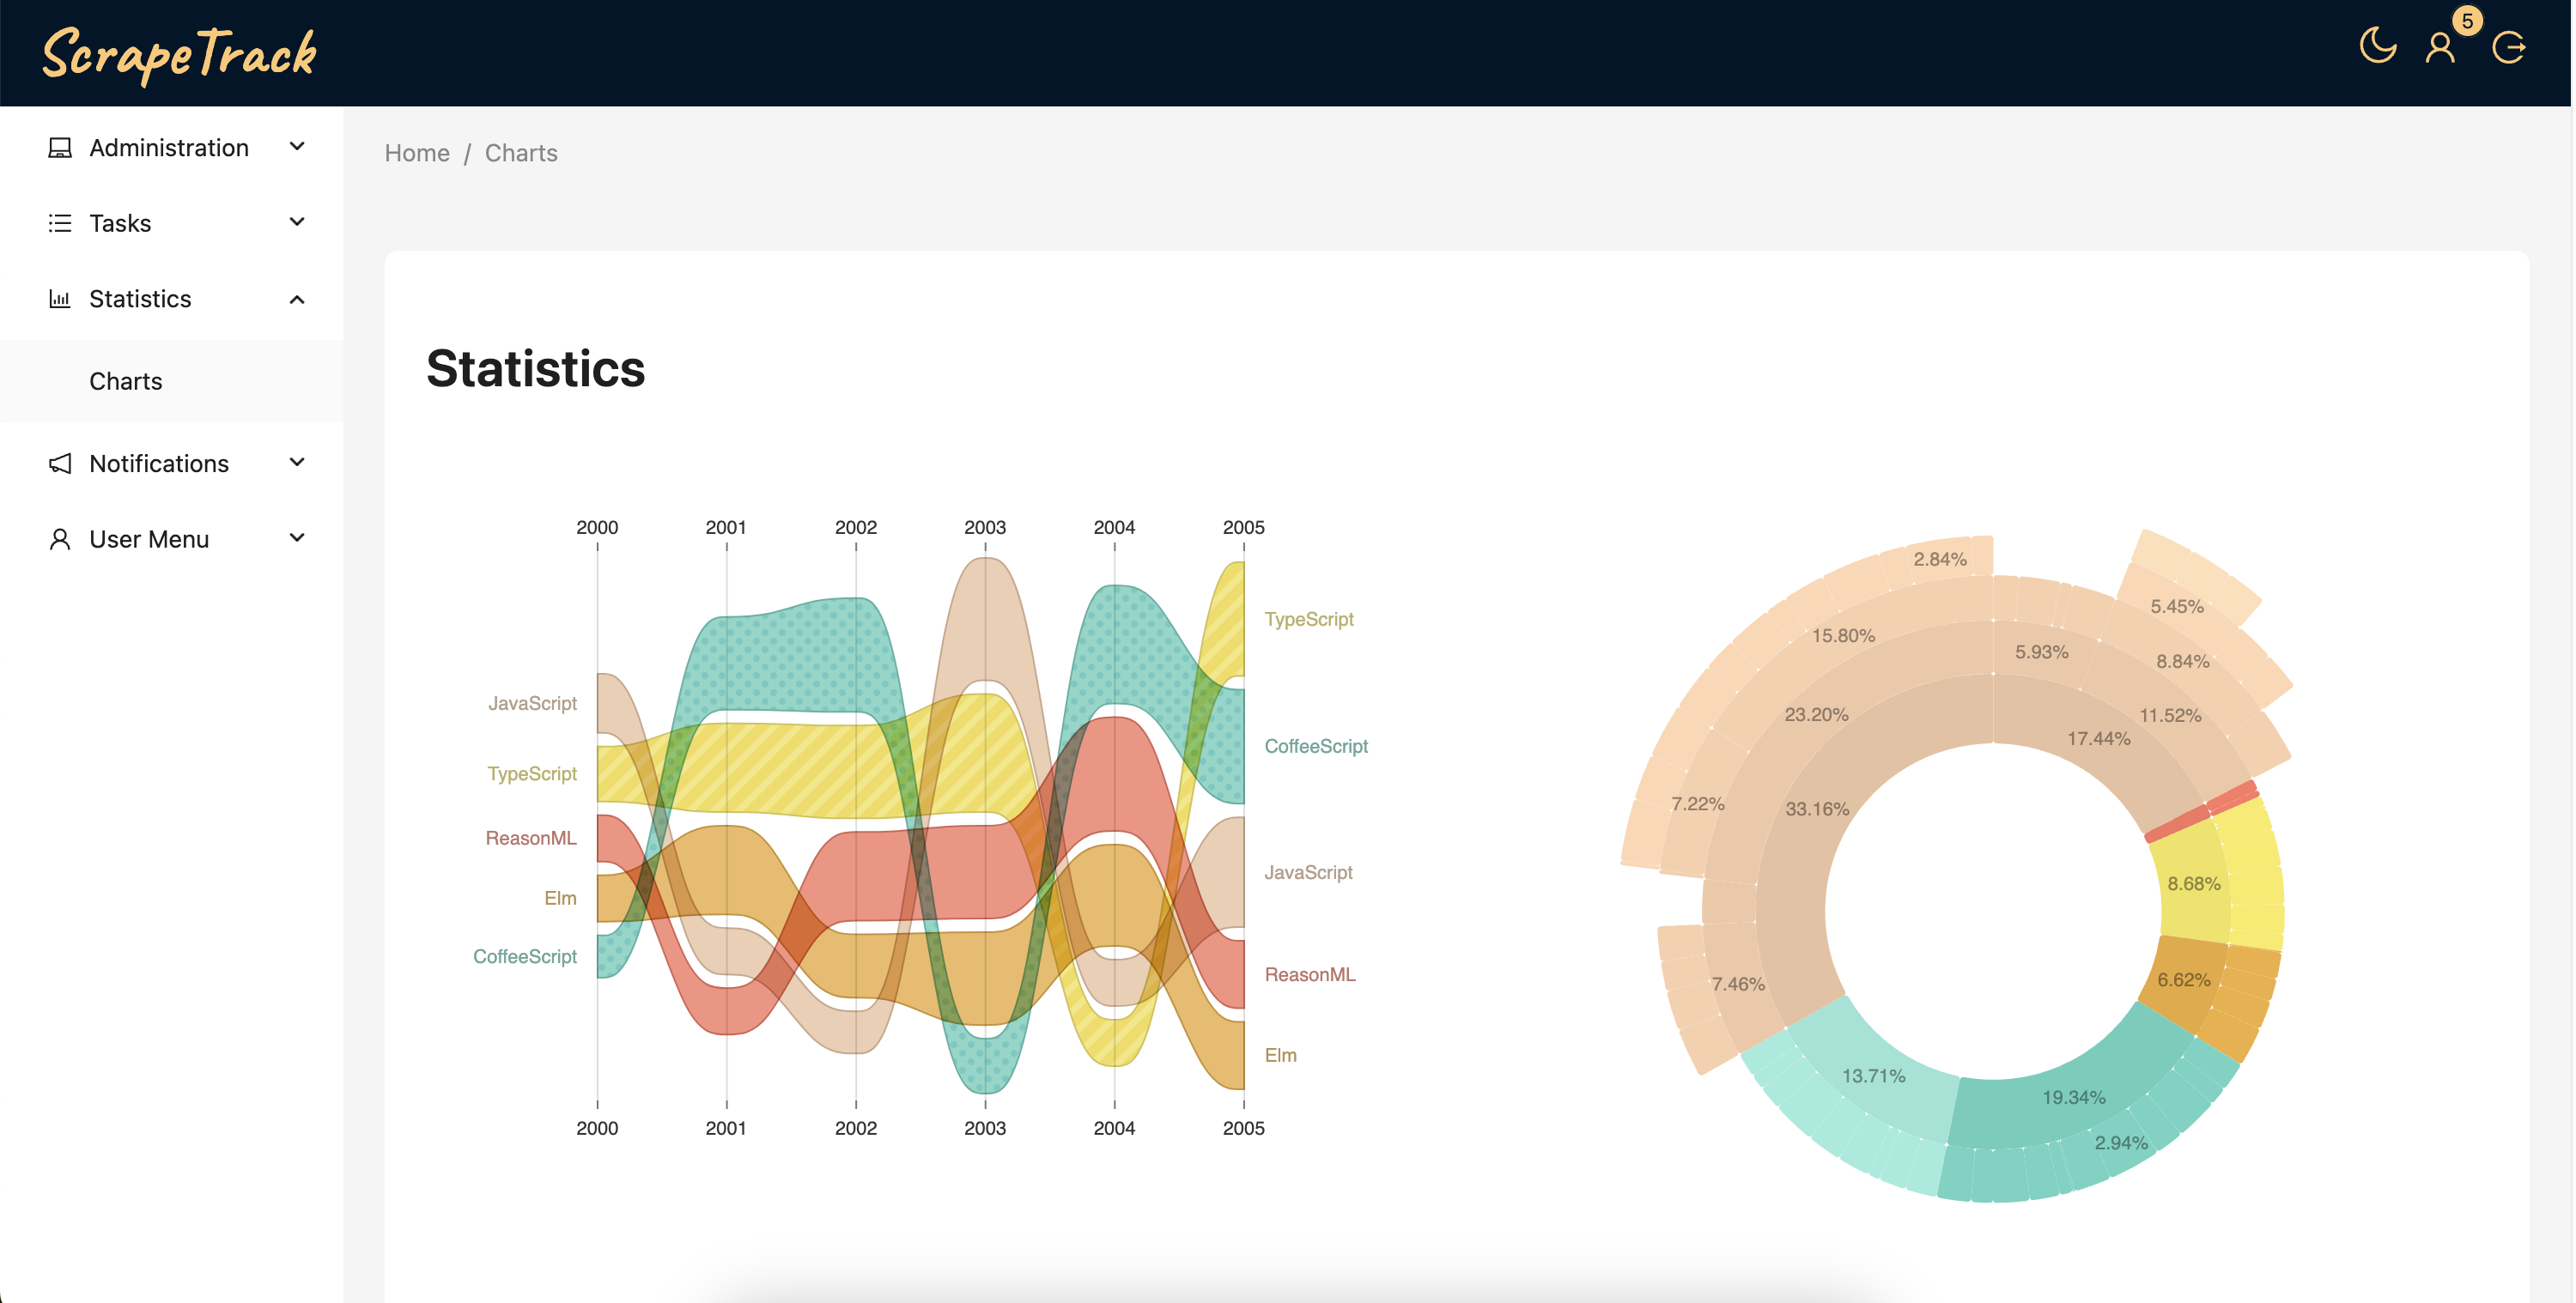 ScrapeTrack
5
Administration
Tasks
Statistics
Charts
Notifications
User Menu
Home / Charts
Statistics
2000 2001 2002 2003 2004 2005
JavaScript
TypeScript
ReasonML
Elm
CoffeeScript
TypeScript
CoffeeScript
JavaScript
ReasonML
Elm
2000 2001 2002 2003 2004 2005
2.84%
5.45%
15.80%
5.93%
8.84%
23.20%
11.52%
17.44%
7.22%
33.16%
8.68%
7.46%
6.62%
13.71%
19.34%
2.94%